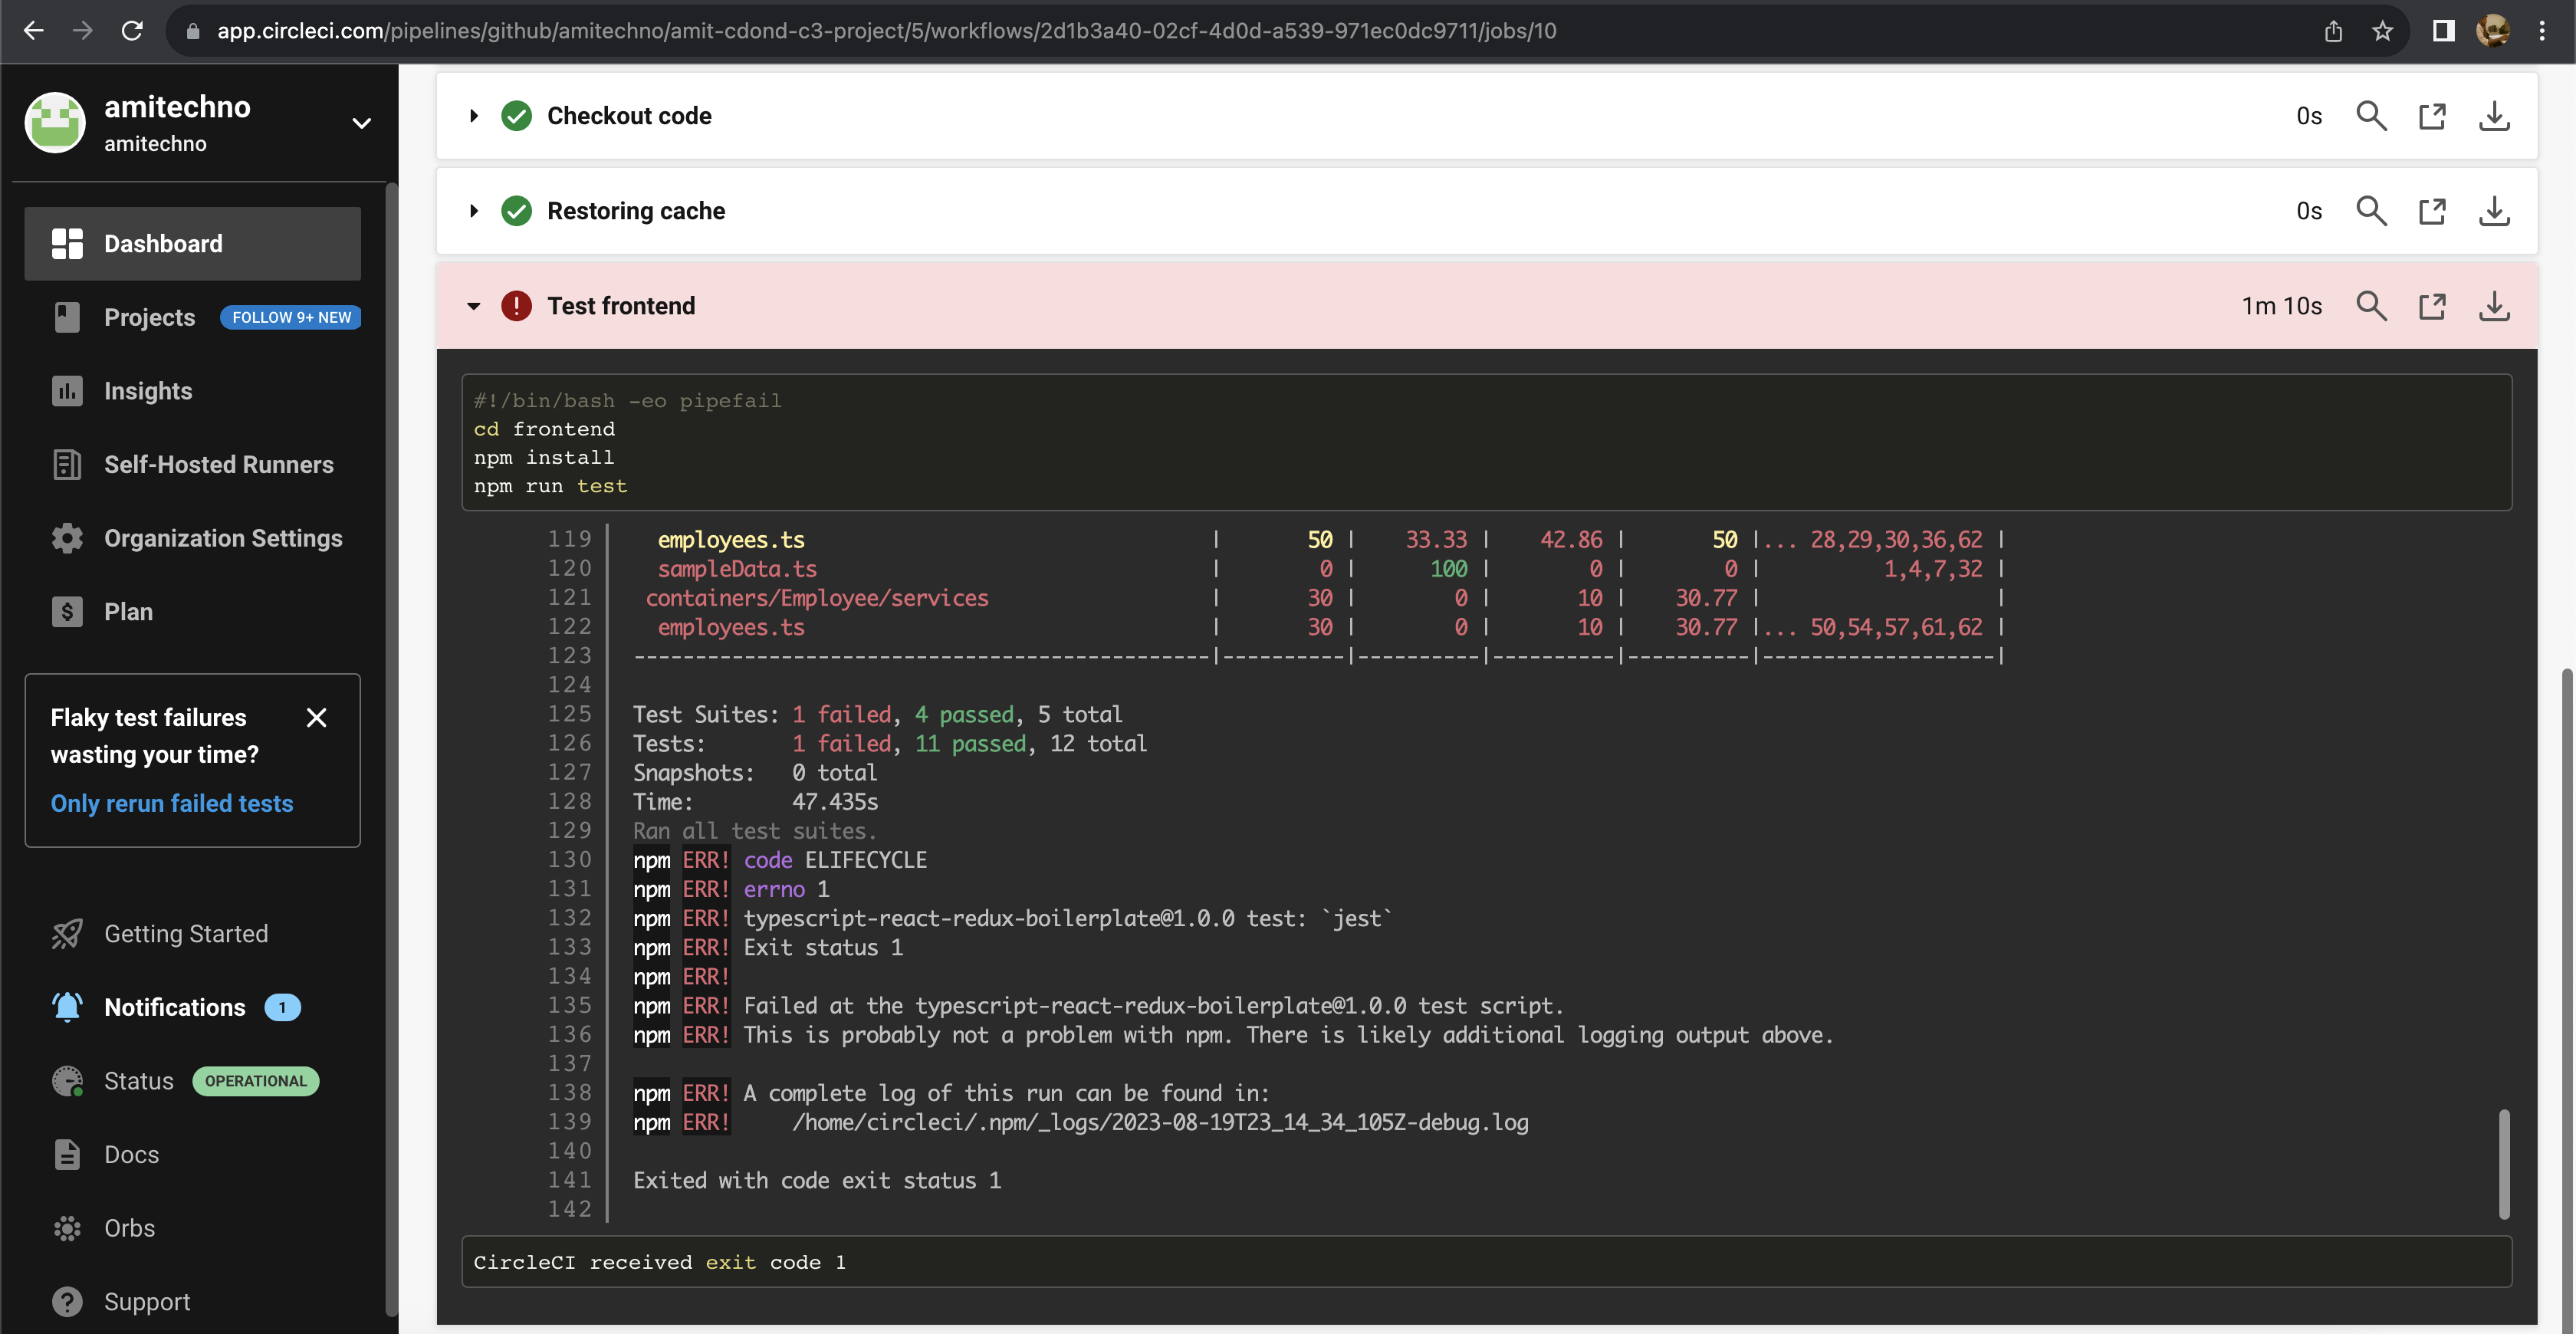 app.circleci.com/pipelines/github/amitechno/amit-cdond-c3-project/5/workflows/2d1b3a40-02cf-4d0d-a539-971ec0dc9711/jobs/10
amitechno
amitechno
Dashboard
Projects FOLLOW 9+ NEW
Insights
Self-Hosted Runners
Organization Settings
Plan
Flaky test failures
wasting your time?
Only rerun failed tests
Getting Started
Notifications 1
Status OPERATIONAL
Docs
Orbs
Support
Checkout code 0s
Restoring cache 0s
Test frontend 1m 10s
#!/bin/bash -eo pipefail
cd frontend
npm install
npm run test
119 employees.ts | 50 | 33.33 | 42.86 | 50 |... 28,29,30,36,62 |
120 sampleData.ts | 0 | 100 | 0 | 0 | 1,4,7,32 |
121 containers/Employee/services | 30 | 0 | 10 | 30.77 | |
122 employees.ts | 30 | 0 | 10 | 30.77 |... 50,54,57,61,62 |
123 -----------------------------------------------|----------|----------|----------|----------|-------------------|
124
125 Test Suites: 1 failed, 4 passed, 5 total
126 Tests: 1 failed, 11 passed, 12 total
127 Snapshots: 0 total
128 Time: 47.435s
129 Ran all test suites.
130 npm ERR! code ELIFECYCLE
131 npm ERR! errno 1
132 npm ERR! typescript-react-redux-boilerplate@1.0.0 test: `jest`
133 npm ERR! Exit status 1
134 npm ERR!
135 npm ERR! Failed at the typescript-react-redux-boilerplate@1.0.0 test script.
136 npm ERR! This is probably not a problem with npm. There is likely additional logging output above.
137
138 npm ERR! A complete log of this run can be found in:
139 npm ERR! /home/circleci/.npm/_logs/2023-08-19T23_14_34_105Z-debug.log
140
141 Exited with code exit status 1
142
CircleCI received exit code 1